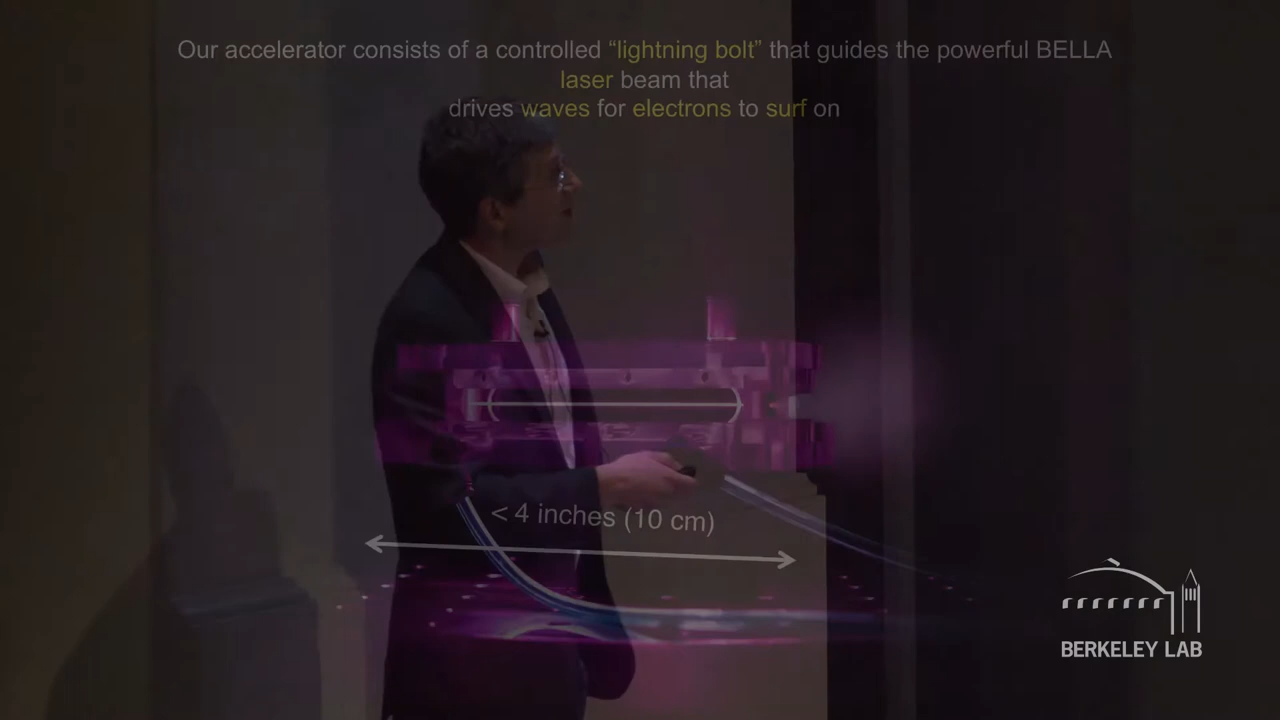 Our accelerator consists of a controlled “lightning bolt” that guides the powerful BELLA
laser beam that
drives waves for electrons to surf on
< 4 inches (10 cm)
BERKELEY LAB